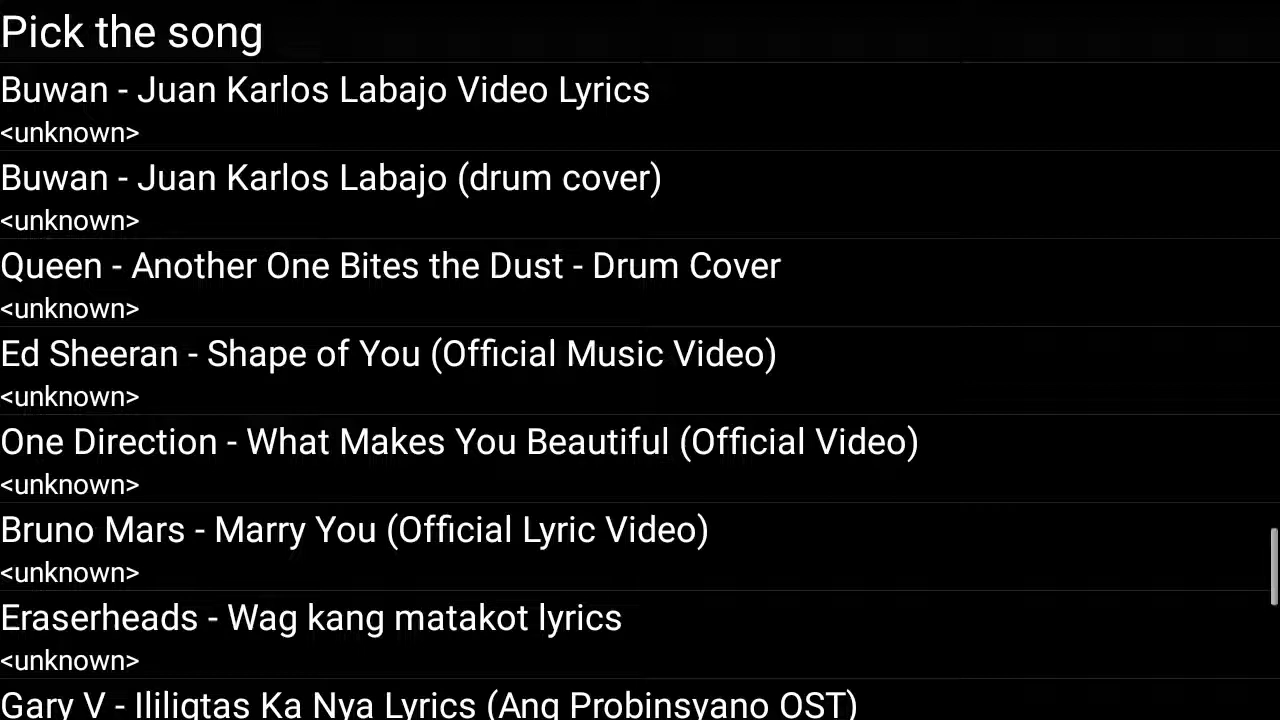 Pick the song
Buwan - Juan Karlos Labajo Video Lyrics
<unknown>
Buwan - Juan Karlos Labajo (drum cover)
<unknown>
Queen - Another One Bites the Dust - Drum Cover
<unknown>
Ed Sheeran - Shape of You (Official Music Video)
<unknown>
One Direction - What Makes You Beautiful (Official Video)
<unknown>
Bruno Mars - Marry You (Official Lyric Video)
<unknown>
Eraserheads - Wag kang matakot lyrics
<unknown>
Gary V - Ililigtas Ka Nya Lyrics (Ang Probinsyano OST)